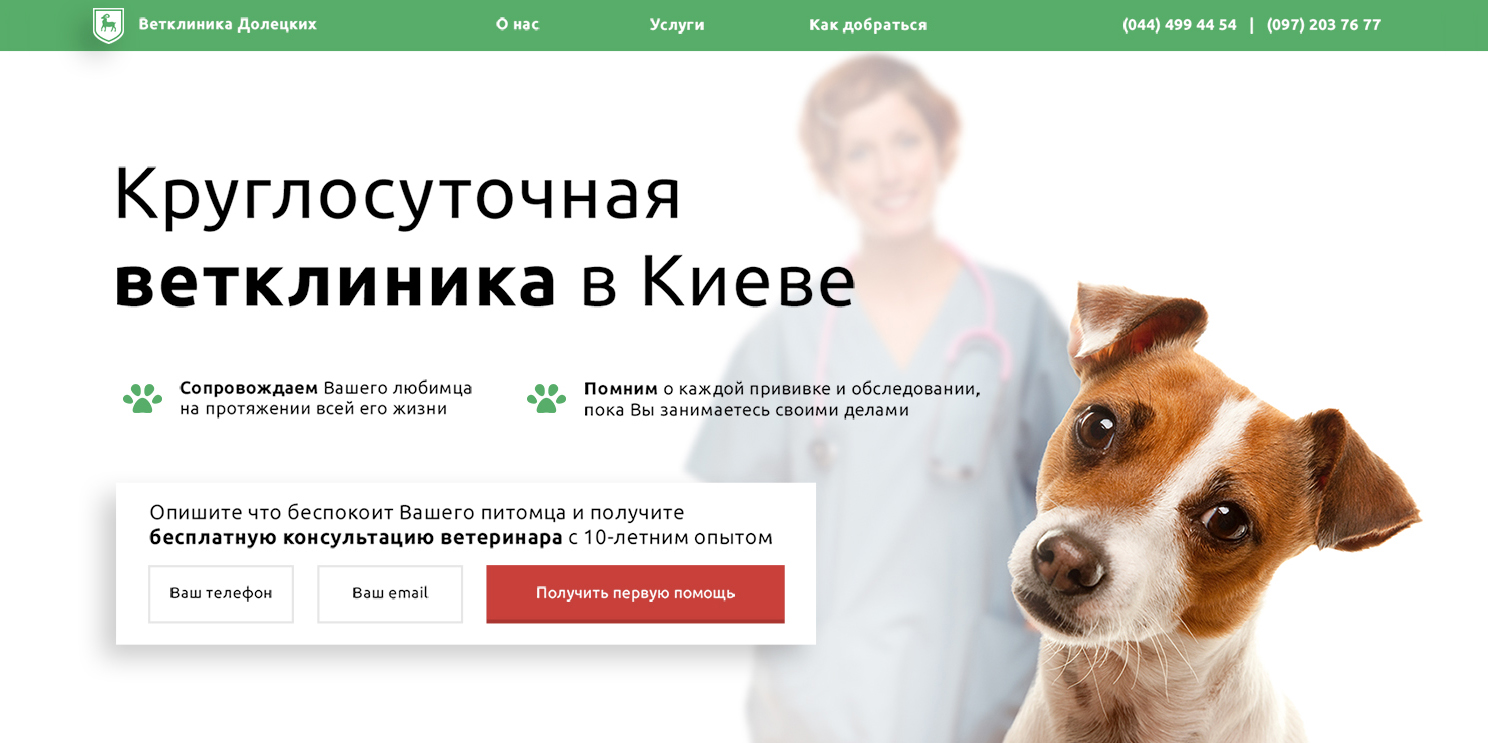 Ветклиника Долецких
О нас
Услуги
Как добраться
(044) 499 44 54 | (097) 203 76 77
Круглосуточная
ветклиника в Киеве
Сопровождаем Вашего любимца
на протяжении всей его жизни
Помним о каждой прививке и обследовании,
пока Вы занимаетесь своими делами
Опишите что беспокоит Вашего питомца и получите
бесплатную консультацию ветеринара с 10-летним опытом
Ваш телефон
Ваш email
Получить первую помощь